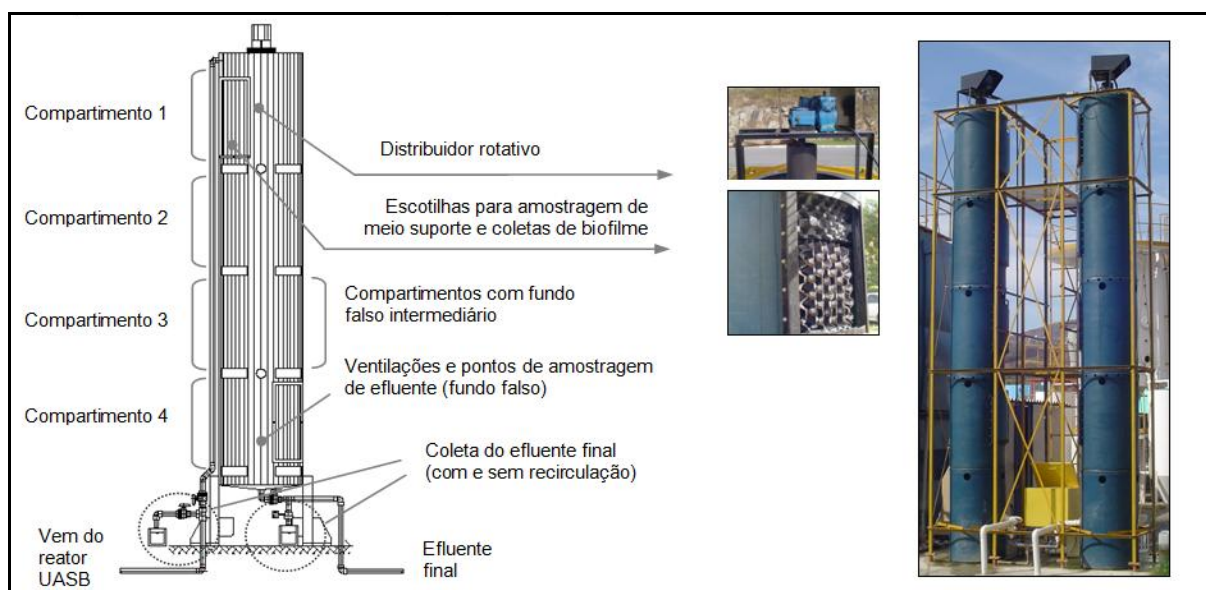 Compartimento 1
Distribuidor rotativo
Escotilhas para amostragem de
meio suporte e coletas de biofilme
Compartimento 2
Compartimentos com fundo
falso intermediário
Compartimento 3
Ventilações e pontos de amostragem
de efluente (fundo falso)
Compartimento 4
Coleta do efluente final
(com e sem recirculação)
Vem do
reator
UASB
Efluente
final